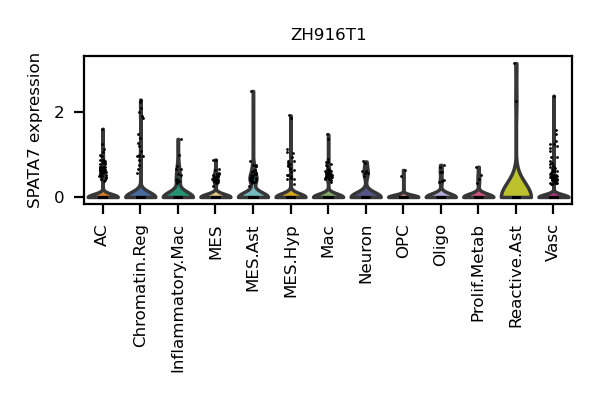 ZH916T1
SPATA7 expression
2
0
AC
Chromatin.Reg
Inflammatory.Mac
MES
MES.Ast
MES.Hyp
Mac
Neuron
OPC
Oligo
Prolif.Metab
Reactive.Ast
Vasc